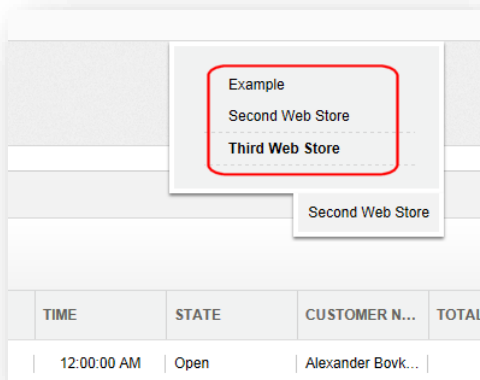 Example
Second Web Store
Third Web Store
Second Web Store
TIME STATE CUSTOMER N... TOTAL
12:00:00 AM Open Alexander Bovk...